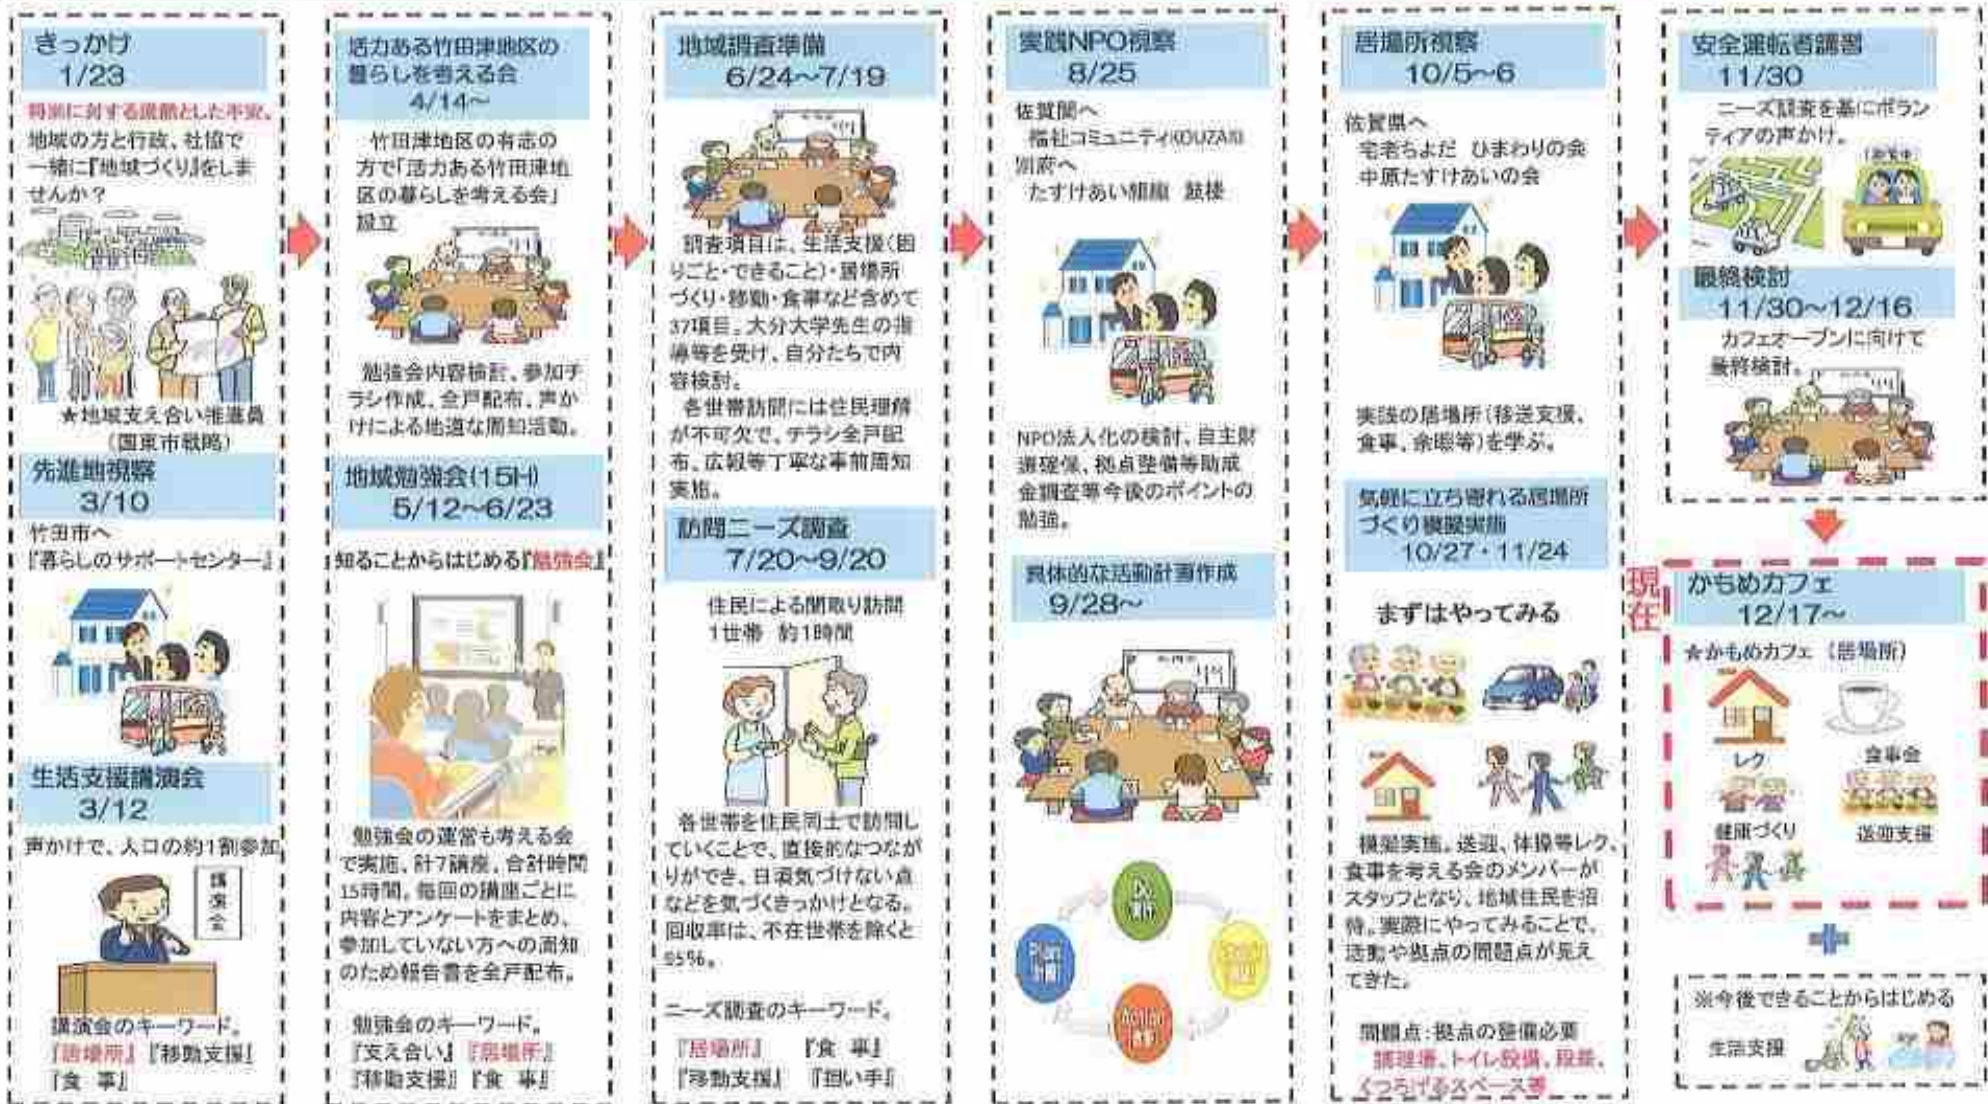 きっかけ
1/23
将来に対する漠然とした不安。
地域の方と行政、社協で
一緒に『地域づくり』をしま
せんか？
★地域支え合い推進員
（国東市戦略）
先進地視察
3/10
竹田市へ
『暮らしのサポートセンター』
生活支援講演会
3/12
声かけで、人口の約1割参加
講演会
講演会のキーワード。
『居場所』『移動支援』
『食 事』
活力ある竹田津地区の
暮らしを考える会
4/14～
竹田津地区の有志の
方で「活力ある竹田津地
区の暮らしを考える会」
設立
勉強会内容検討、参加チ
ラシ作成、全戸配布、声か
けによる地道な周知活動。
地域勉強会(15H)
5/12～6/23
知ることからはじめる『勉強会』
勉強会の運営も考える会
で実施、計7講座、合計時間
15時間。毎回の講座ごとに
内容とアンケートをまとめ、
参加していない方への周知
のため報告書を全戸配布。
勉強会のキーワード。
『支え合い』『居場所』
『移動支援』『食 事』
地域調査準備
6/24～7/19
調査項目は、生活支援(困
りごと・できること)・居場所
づくり・移動・食事など含めて
37項目。大分大学先生の指
導等を受け、自分たちで内
容検討。
各世帯訪問には住民理解
が不可欠で、チラシ全戸配
布、広報等丁寧な事前周知
実施。
訪問ニーズ調査
7/20～9/20
住民による聞取り訪問
1世帯 約1時間
各世帯を住民同士で訪問し
ていくことで、直接的なつなが
りができ、日頃気づけない点
などを気づくきっかけとなる。
回収率は、不在世帯を除くと
95%。
ニーズ調査のキーワード。
『居場所』 『食 事』
『移動支援』 『担い手』
実践NPO視察
8/25
佐賀関へ
福祉コミュニティ(KOUZAKI)
別府へ
たすけあい組織 鼓楼
NPO法人化の検討、自主財
源確保、拠点整備等助成
金調査等今後のポイントの
勉強。
具体的な活動計画作成
9/28～
Do
実行
Plan
計画
Action
改善
居場所視察
10/5～6
佐賀県へ
宅老ちよだ ひまわりの会
中原たすけあいの会
実践の居場所(移送支援、
食事、余暇等)を学ぶ。
気軽に立ち寄れる居場所
づくり模擬実施
10/27・11/24
まずはやってみる
模擬実施。送迎、体操等レク、
食事を考える会のメンバーが
スタッフとなり、地域住民を招
待。実際にやってみることで、
活動や拠点の問題点が見え
てきた。
問題点：拠点の整備必要
調理場、トイレ設備、段差、
くつろげるスペース等
安全運転者講習
11/30
ニーズ調査を基にボラン
ティアの声かけ。
最終検討
11/30～12/16
カフェオープンに向けて
最終検討。
現在
かもめカフェ
12/17～
★かもめカフェ（居場所）
レク
食事会
健康づくり
送迎支援
※今後できることからはじめる
生活支援